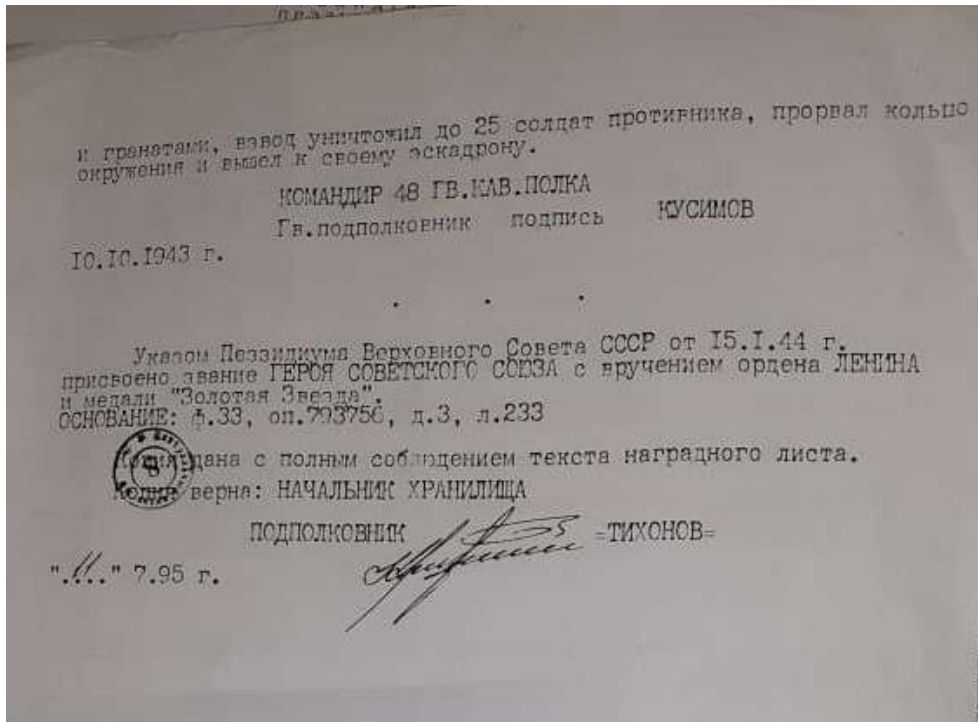 и гранатами, взвод уничтожил до 25 солдат противника, прорвал кольцо
окружения и вышел к своему эскадрону.
КОМАНДИР 48 ГВ.КАВ.ПОЛКА
Гв.подполковник подпись КУСИМОВ
10.10.1943 г.
. . .
Указом Пеззидиума Верховного Совета СССР от 15.I.44 г.
присвоено звание ГЕРОЯ СОВЕТСКОГО СОЮЗА с вручением ордена ЛЕНИНА
и медали "Золотая Звезда".
ОСНОВАНИЕ: ф.33, оп.793756, д.3, л.233
Копия дана с полным соблюдением текста наградного листа.
Копия верна: НАЧАЛЬНИК ХРАНИЛИЩА
ПОДПОЛКОВНИК =ТИХОНОВ=
".11." 7.95 г.